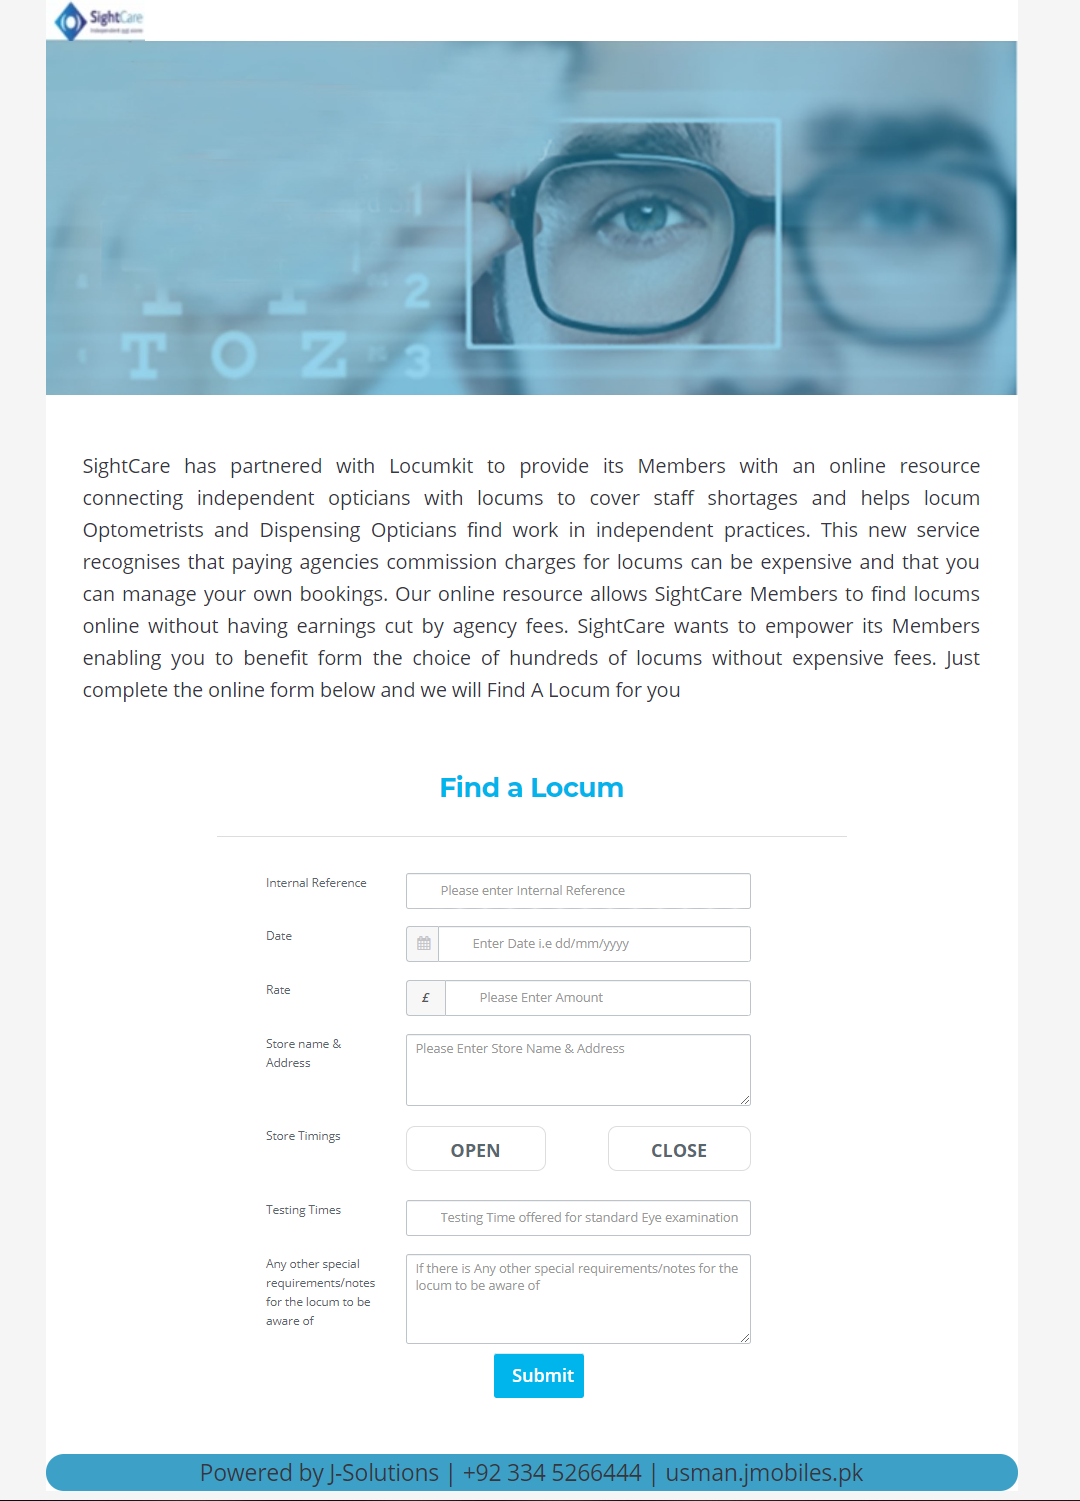 SightCare
1
2
T O Z 3
SightCare has partnered with Locumkit to provide its Members with an online resource
connecting independent opticians with locums to cover staff shortages and helps locum
Optometrists and Dispensing Opticians find work in independent practices. This new service
recognises that paying agencies commission charges for locums can be expensive and that you
can manage your own bookings. Our online resource allows SightCare Members to find locums
online without having earnings cut by agency fees. SightCare wants to empower its Members
enabling you to benefit form the choice of hundreds of locums without expensive fees. Just
complete the online form below and we will Find A Locum for you
Find a Locum
Internal Reference
Please enter Internal Reference
Date
Enter Date i.e dd/mm/yyyy
Rate
£
Please Enter Amount
Store name &
Address
Please Enter Store Name & Address
Store Timings
OPEN
CLOSE
Testing Times
Testing Time offered for standard Eye examination
Any other special
requirements/notes
for the locum to be
aware of
If there is Any other special requirements/notes for the
locum to be aware of
Submit
Powered by J-Solutions | +92 334 5266444 | usman.jmobiles.pk